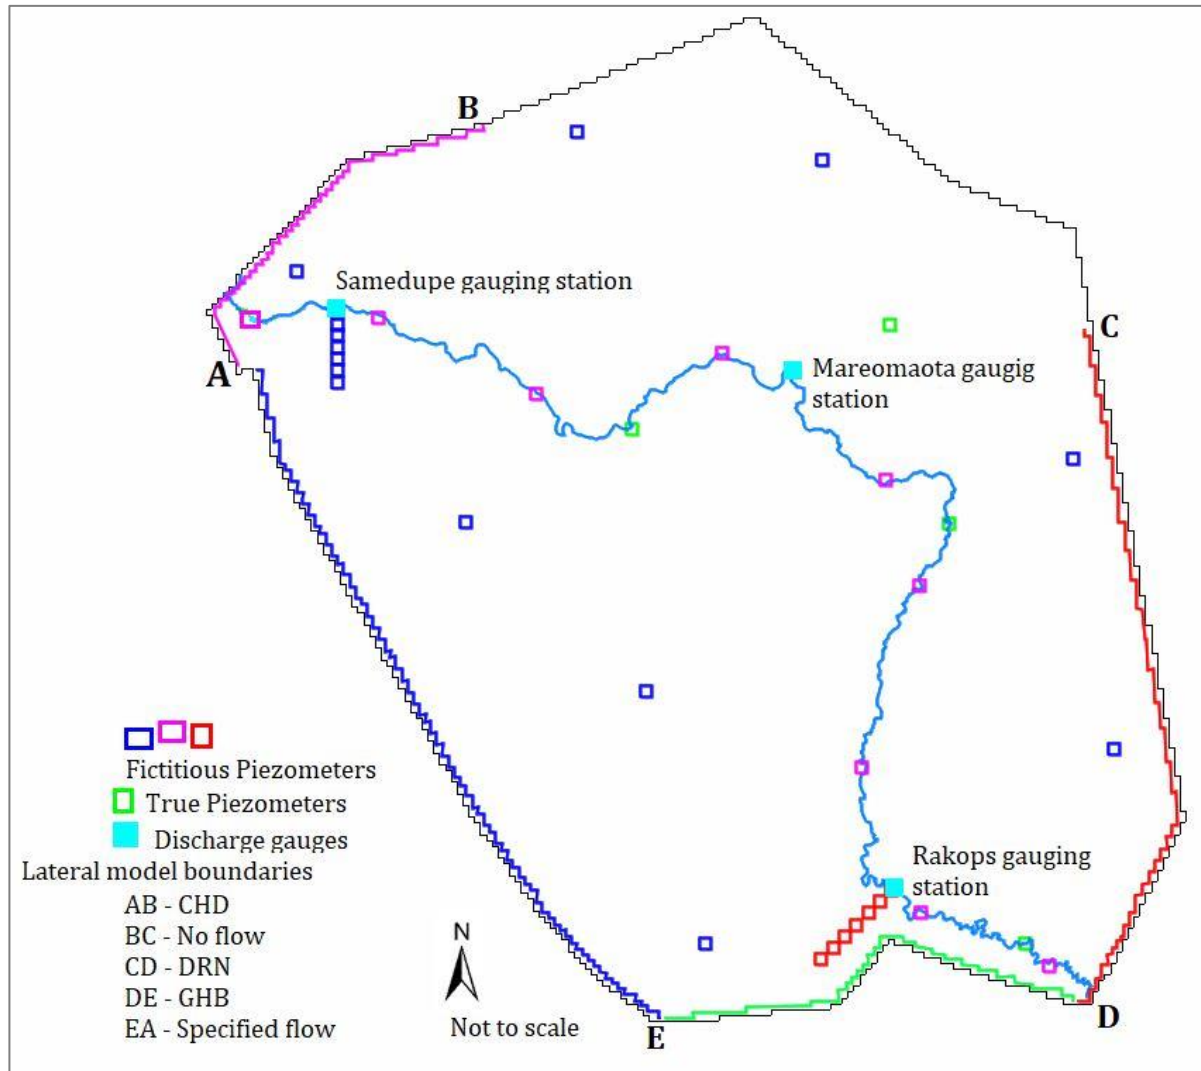 B
Samedupe gauging station
C
A
Mareomaota gaugig
station
Fictitious Piezometers
True Piezometers
Discharge gauges
Lateral model boundaries
AB - CHD
BC - No flow
CD - DRN
DE - GHB
EA - Specified flow
Rakops gauging
station
N
Not to scale
E
D